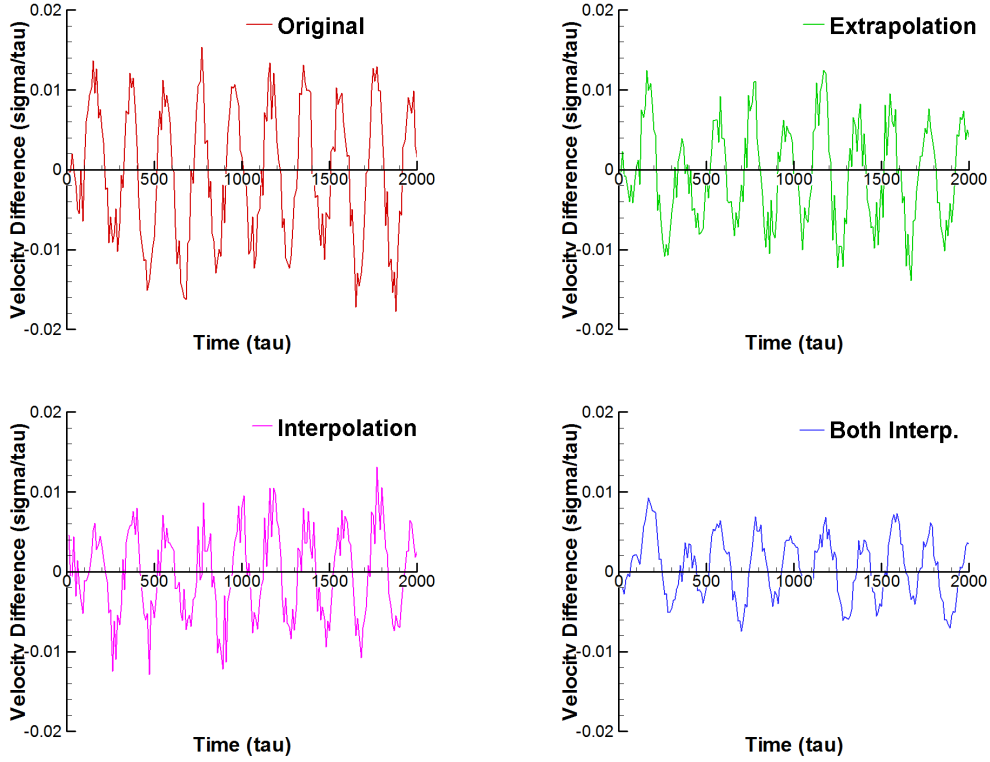 0.02
Original
0.01
0
0 500 1000 1500 2000
-0.01
-0.02
Velocity Difference (sigma/tau)
Time (tau)
0.02
Extrapolation
0.01
0
0 500 1000 1500 2000
-0.01
-0.02
Velocity Difference (sigma/tau)
Time (tau)
0.02
Interpolation
0.01
0
0 500 1000 1500 2000
-0.01
-0.02
Velocity Difference (sigma/tau)
Time (tau)
0.02
Both Interp.
0.01
0
0 500 1000 1500 2000
-0.01
-0.02
Velocity Difference (sigma/tau)
Time (tau)